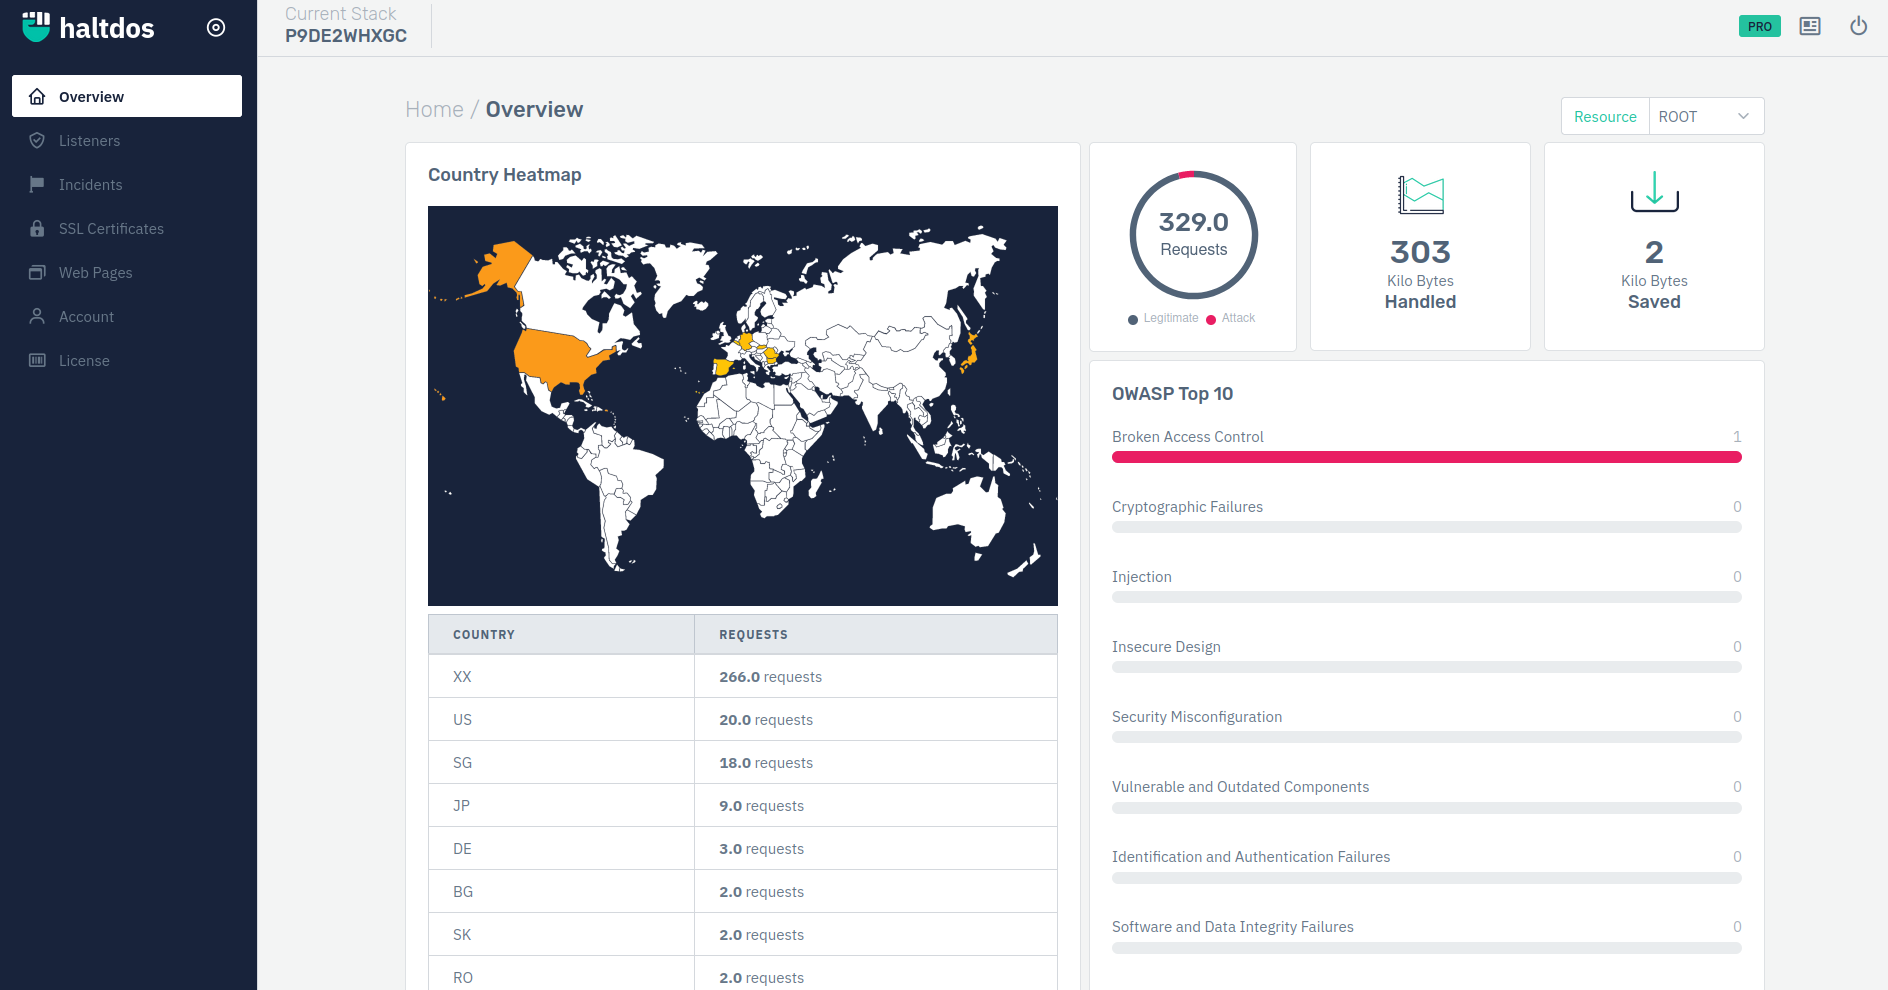 haltdos
Current Stack
P9DE2WHXGC
PRO
Overview
Listeners
Incidents
SSL Certificates
Web Pages
Account
License
Home / Overview
Resource ROOT
Country Heatmap
COUNTRY REQUESTS
XX 266.0 requests
US 20.0 requests
SG 18.0 requests
JP 9.0 requests
DE 3.0 requests
BG 2.0 requests
SK 2.0 requests
RO 2.0 requests
329.0
Requests
Legitimate Attack
303
Kilo Bytes
Handled
2
Kilo Bytes
Saved
OWASP Top 10
Broken Access Control 1
Cryptographic Failures 0
Injection 0
Insecure Design 0
Security Misconfiguration 0
Vulnerable and Outdated Components 0
Identification and Authentication Failures 0
Software and Data Integrity Failures 0